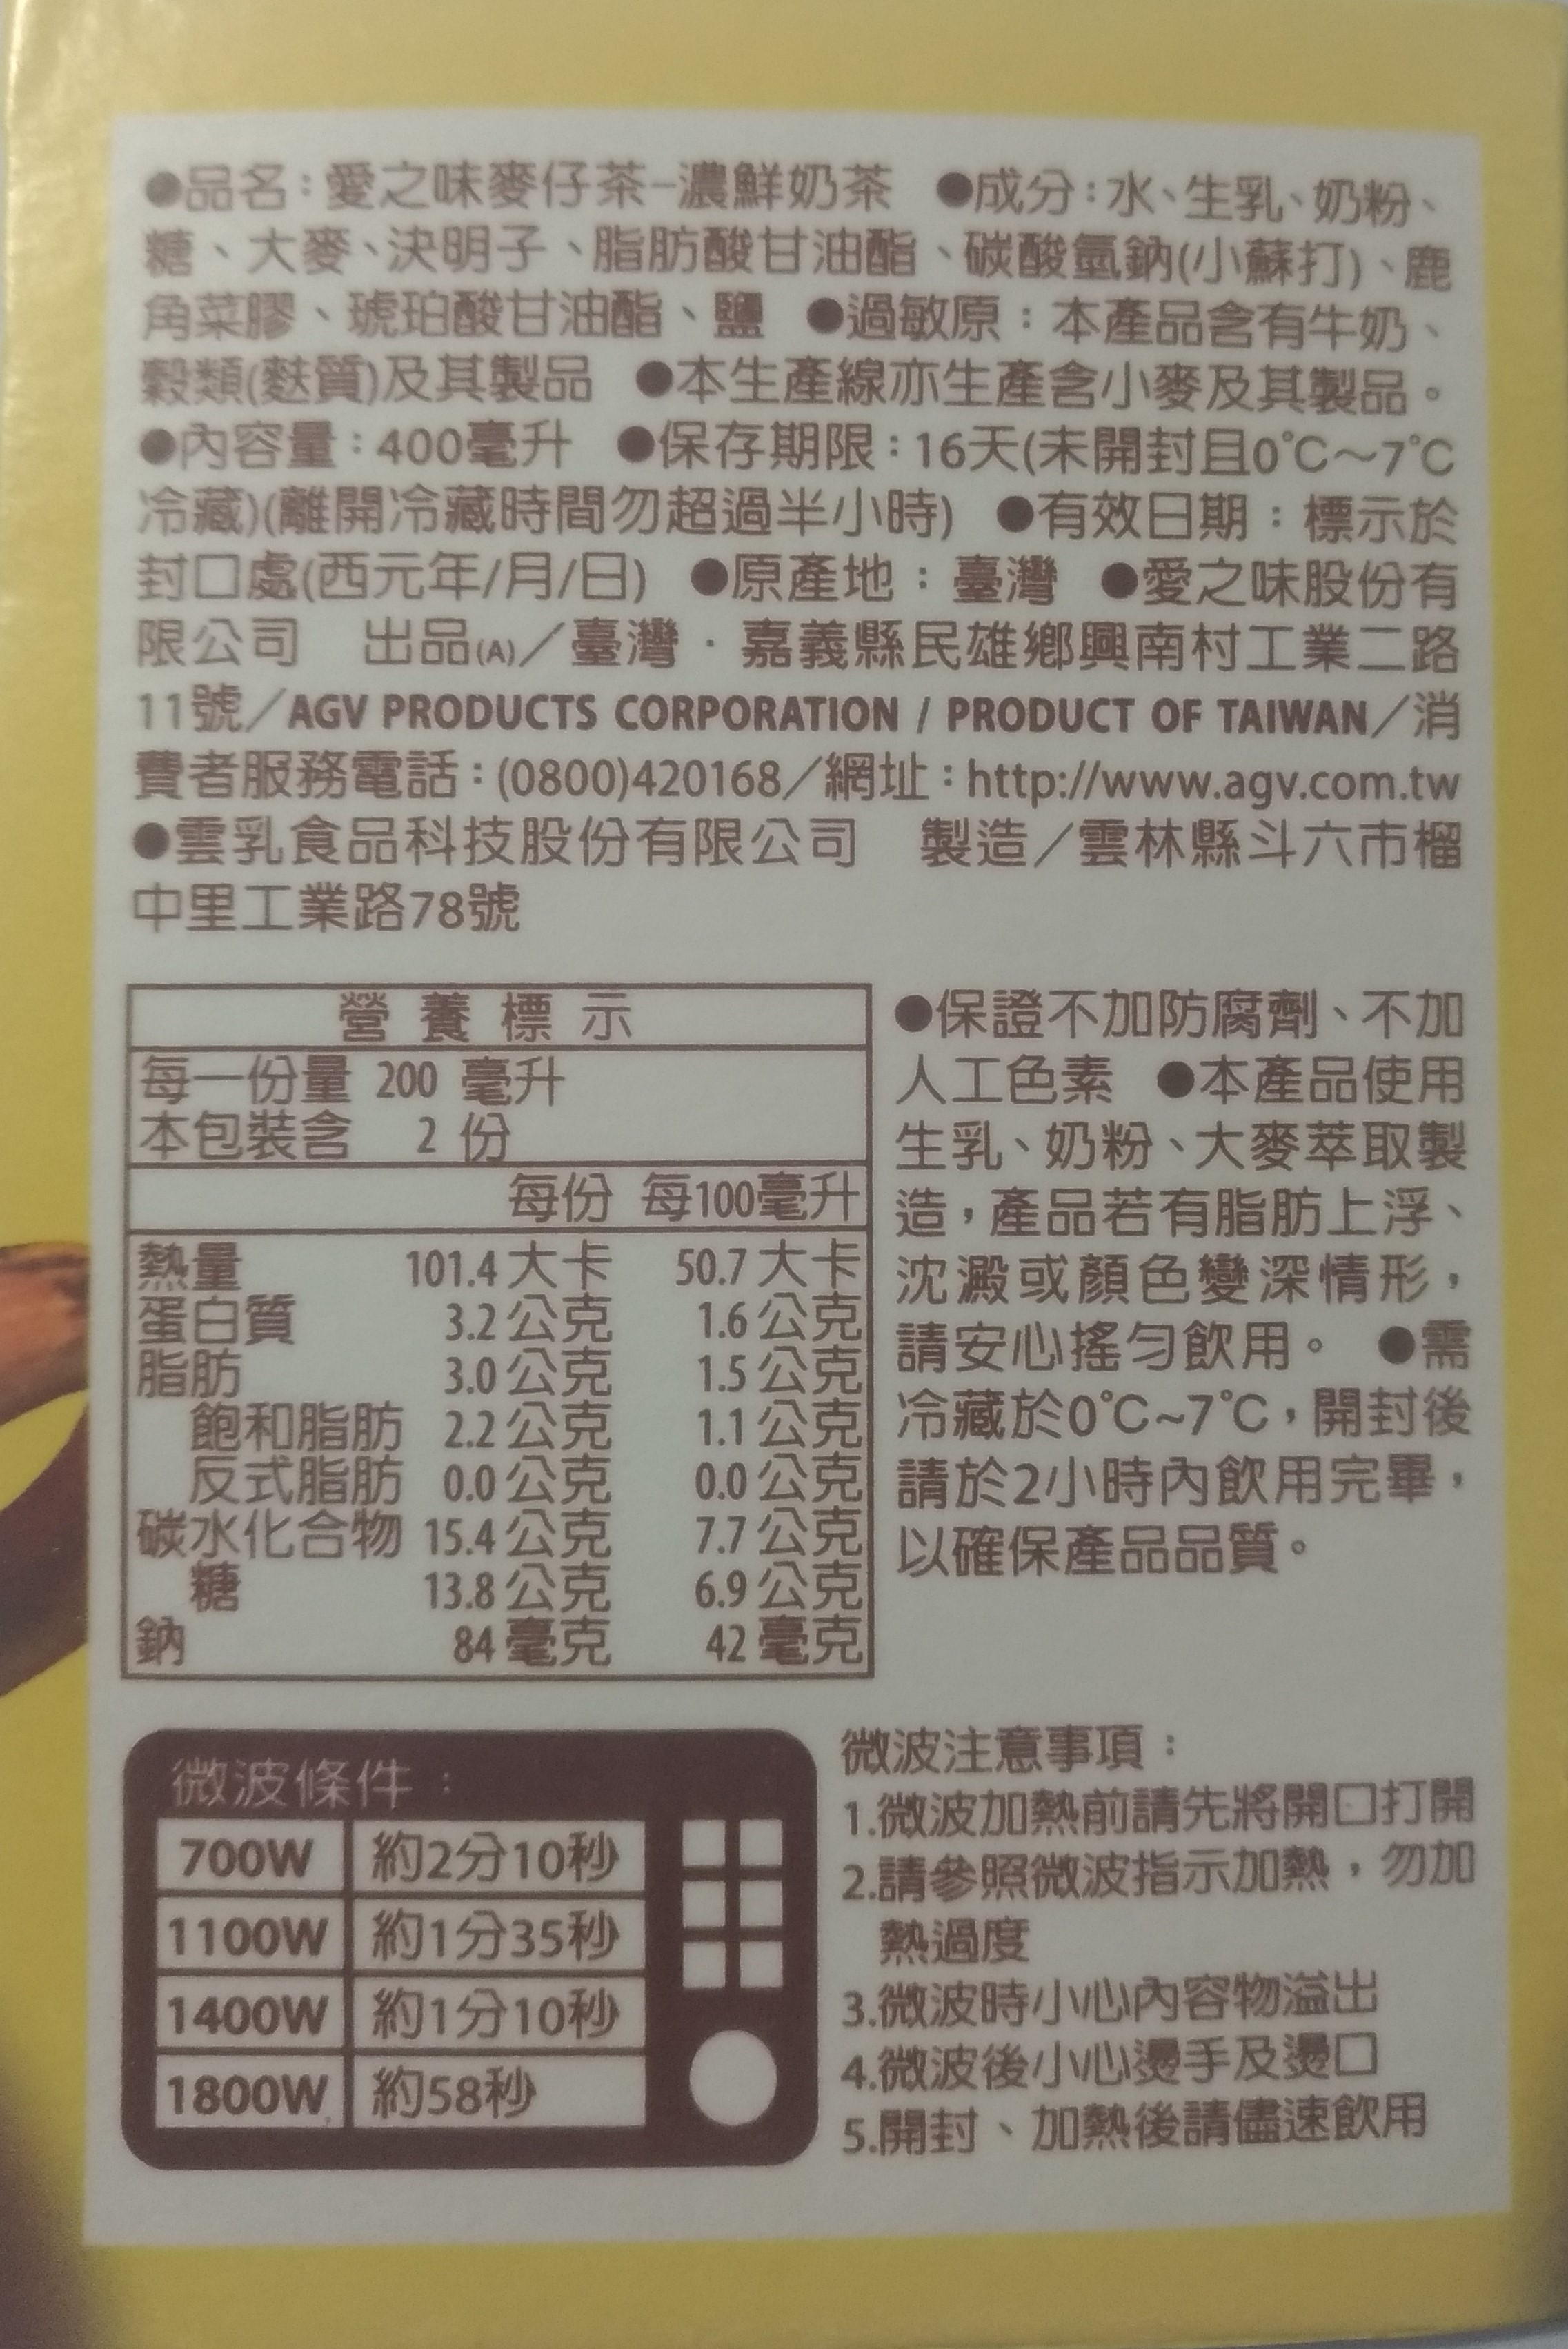 ●品名：愛之味麥仔茶-濃鮮奶茶　●成分：水、生乳、奶粉、
糖、大麥、決明子、脂肪酸甘油酯、碳酸氫鈉(小蘇打)、鹿
角菜膠、琥珀酸甘油酯、鹽　●過敏原：本產品含有牛奶、
穀類(麩質)及其製品　●本生產線亦生產含小麥及其製品。
●內容量：400毫升　●保存期限：16天(未開封且0°C～7°C
冷藏)(離開冷藏時間勿超過半小時)　●有效日期：標示於
封口處(西元年/月/日)　●原產地：臺灣　●愛之味股份有
限公司　出品(A)／臺灣．嘉義縣民雄鄉興南村工業二路
11號／AGV PRODUCTS CORPORATION / PRODUCT OF TAIWAN／消
費者服務電話：(0800)420168／網址：http://www.agv.com.tw
●雲乳食品科技股份有限公司　製造／雲林縣斗六市榴
中里工業路78號
營養標示
每一份量 200 毫升
本包裝含 2 份
每份 每100毫升
熱量 101.4 大卡 50.7 大卡
蛋白質 3.2 公克 1.6 公克
脂肪 3.0 公克 1.5 公克
飽和脂肪 2.2 公克 1.1 公克
反式脂肪 0.0 公克 0.0 公克
碳水化合物 15.4 公克 7.7 公克
糖 13.8 公克 6.9 公克
鈉 84 毫克 42 毫克
●保證不加防腐劑、不加
人工色素　●本產品使用
生乳、奶粉、大麥萃取製
造，產品若有脂肪上浮、
沈澱或顏色變深情形，
請安心搖勻飲用。　●需
冷藏於0°C~7°C，開封後
請於2小時內飲用完畢，
以確保產品品質。
微波條件：
700W 約2分10秒
1100W 約1分35秒
1400W 約1分10秒
1800W 約58秒
微波注意事項：
1.微波加熱前請先將開口打開
2.請參照微波指示加熱，勿加
熱過度
3.微波時小心內容物溢出
4.微波後小心燙手及燙口
5.開封、加熱後請儘速飲用